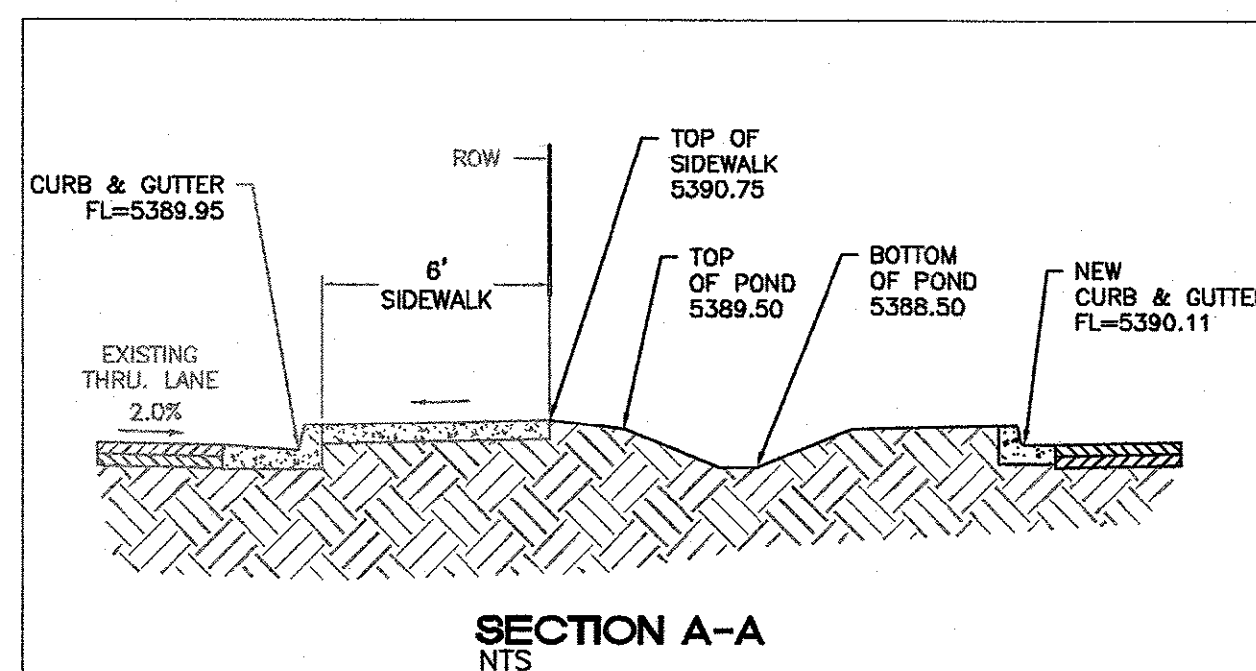 ROW
TOP OF
SIDEWALK
5390.75
CURB & GUTTER
FL=5389.95
6'
SIDEWALK
TOP
OF POND
5389.50
BOTTOM
OF POND
5388.50
NEW
CURB & GUTTE
FL=5390.11
EXISTING
THRU. LANE
2.0%
SECTION A-A
NTS